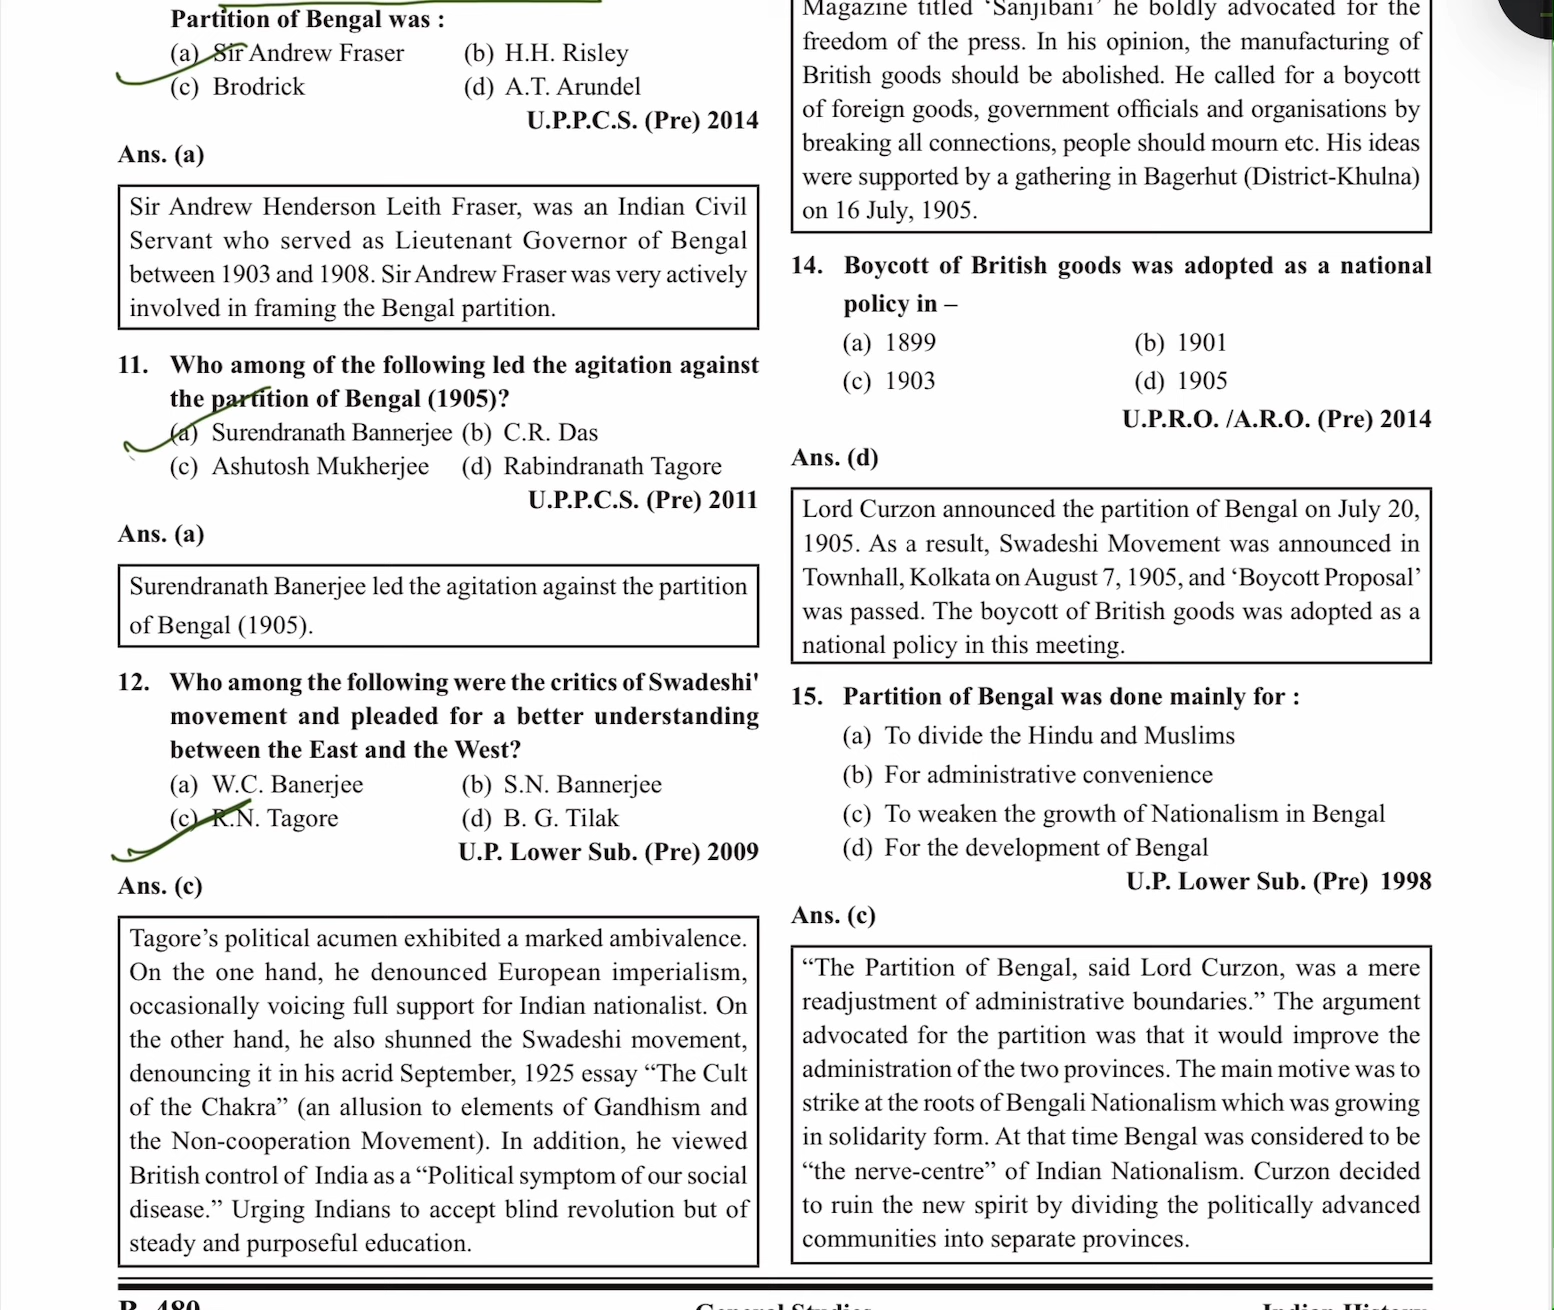 Partition of Bengal was :
(a) Sir Andrew Fraser (b) H.H. Risley
(c) Brodrick (d) A.T. Arundel
U.P.P.C.S. (Pre) 2014
Ans. (a)
Sir Andrew Henderson Leith Fraser, was an Indian Civil
Servant who served as Lieutenant Governor of Bengal
between 1903 and 1908. Sir Andrew Fraser was very actively
involved in framing the Bengal partition.
11. Who among of the following led the agitation against
the partition of Bengal (1905)?
(a) Surendranath Bannerjee (b) C.R. Das
(c) Ashutosh Mukherjee (d) Rabindranath Tagore
U.P.P.C.S. (Pre) 2011
Ans. (a)
Surendranath Banerjee led the agitation against the partition
of Bengal (1905).
12. Who among the following were the critics of Swadeshi'
movement and pleaded for a better understanding
between the East and the West?
(a) W.C. Banerjee (b) S.N. Bannerjee
(c) R.N. Tagore (d) B. G. Tilak
U.P. Lower Sub. (Pre) 2009
Ans. (c)
Tagore’s political acumen exhibited a marked ambivalence.
On the one hand, he denounced European imperialism,
occasionally voicing full support for Indian nationalist. On
the other hand, he also shunned the Swadeshi movement,
denouncing it in his acrid September, 1925 essay “The Cult
of the Chakra” (an allusion to elements of Gandhism and
the Non-cooperation Movement). In addition, he viewed
British control of India as a “Political symptom of our social
disease.” Urging Indians to accept blind revolution but of
steady and purposeful education.
Magazine titled ‘Sanjibani’ he boldly advocated for the
freedom of the press. In his opinion, the manufacturing of
British goods should be abolished. He called for a boycott
of foreign goods, government officials and organisations by
breaking all connections, people should mourn etc. His ideas
were supported by a gathering in Bagerhut (District-Khulna)
on 16 July, 1905.
14. Boycott of British goods was adopted as a national
policy in –
(a) 1899 (b) 1901
(c) 1903 (d) 1905
U.P.R.O. /A.R.O. (Pre) 2014
Ans. (d)
Lord Curzon announced the partition of Bengal on July 20,
1905. As a result, Swadeshi Movement was announced in
Townhall, Kolkata on August 7, 1905, and ‘Boycott Proposal’
was passed. The boycott of British goods was adopted as a
national policy in this meeting.
15. Partition of Bengal was done mainly for :
(a) To divide the Hindu and Muslims
(b) For administrative convenience
(c) To weaken the growth of Nationalism in Bengal
(d) For the development of Bengal
U.P. Lower Sub. (Pre) 1998
Ans. (c)
“The Partition of Bengal, said Lord Curzon, was a mere
readjustment of administrative boundaries.” The argument
advocated for the partition was that it would improve the
administration of the two provinces. The main motive was to
strike at the roots of Bengali Nationalism which was growing
in solidarity form. At that time Bengal was considered to be
“the nerve-centre” of Indian Nationalism. Curzon decided
to ruin the new spirit by dividing the politically advanced
communities into separate provinces.
General Studies
Indian History